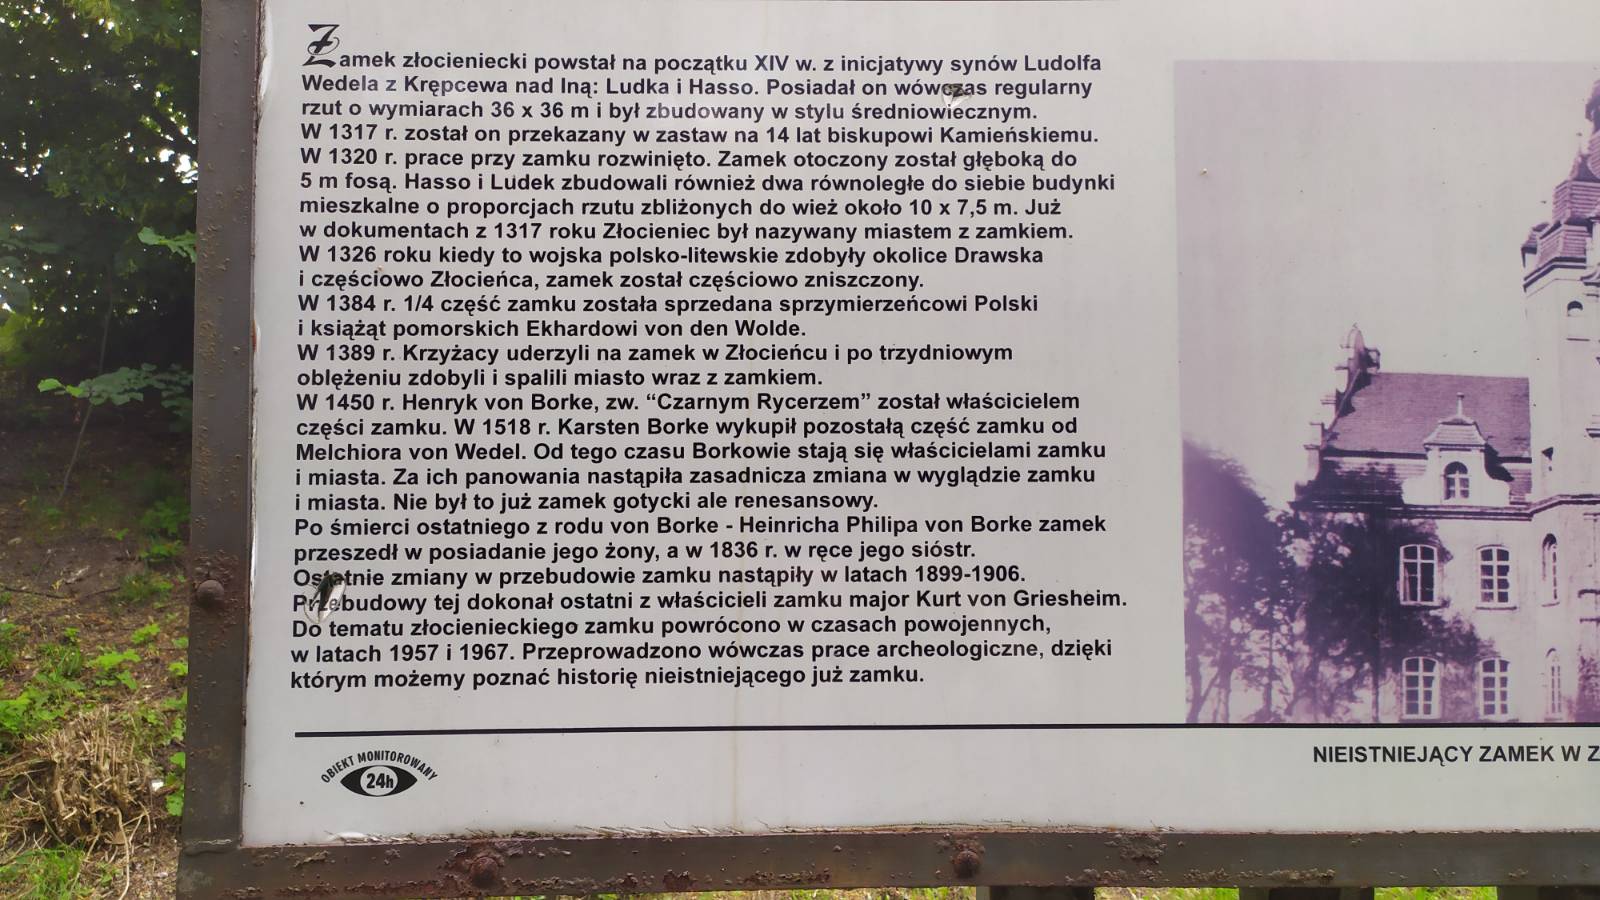 Zamek złocieniecki powstał na początku XIV w. z inicjatywy synów Ludolfa
Wedela z Krępcewa nad Iną: Ludka i Hasso. Posiadał on wówczas regularny
rzut o wymiarach 36 x 36 m i był zbudowany w stylu średniowiecznym.
W 1317 r. został on przekazany w zastaw na 14 lat biskupowi Kamieńskiemu.
W 1320 r. prace przy zamku rozwinięto. Zamek otoczony został głęboką do
5 m fosą. Hasso i Ludek zbudowali również dwa równoległe do siebie budynki
mieszkalne o proporcjach rzutu zbliżonych do wież około 10 x 7,5 m. Już
w dokumentach z 1317 roku Złocieniec był nazywany miastem z zamkiem.
W 1326 roku kiedy to wojska polsko-litewskie zdobyły okolice Drawska
i częściowo Złocieńca, zamek został częściowo zniszczony.
W 1384 r. 1/4 część zamku została sprzedana sprzymierzeńcowi Polski
i książąt pomorskich Ekhardowi von den Wolde.
W 1389 r. Krzyżacy uderzyli na zamek w Złocieńcu i po trzydniowym
oblężeniu zdobyli i spalili miasto wraz z zamkiem.
W 1450 r. Henryk von Borke, zw. “Czarnym Rycerzem” został właścicielem
części zamku. W 1518 r. Karsten Borke wykupił pozostałą część zamku od
Melchiora von Wedel. Od tego czasu Borkowie stają się właścicielami zamku
i miasta. Za ich panowania nastąpiła zasadnicza zmiana w wyglądzie zamku
i miasta. Nie był to już zamek gotycki ale renesansowy.
Po śmierci ostatniego z rodu von Borke - Heinricha Philipa von Borke zamek
przeszedł w posiadanie jego żony, a w 1836 r. w ręce jego sióstr.
Ostatnie zmiany w przebudowie zamku nastąpiły w latach 1899-1906.
Przebudowy tej dokonał ostatni z właścicieli zamku major Kurt von Griesheim.
Do tematu złocienieckiego zamku powrócono w czasach powojennych,
w latach 1957 i 1967. Przeprowadzono wówczas prace archeologiczne, dzięki
którym możemy poznać historię nieistniejącego już zamku.
OBIEKT MONITOROWANY
24h
NIEISTNIEJĄCY ZAMEK W Z